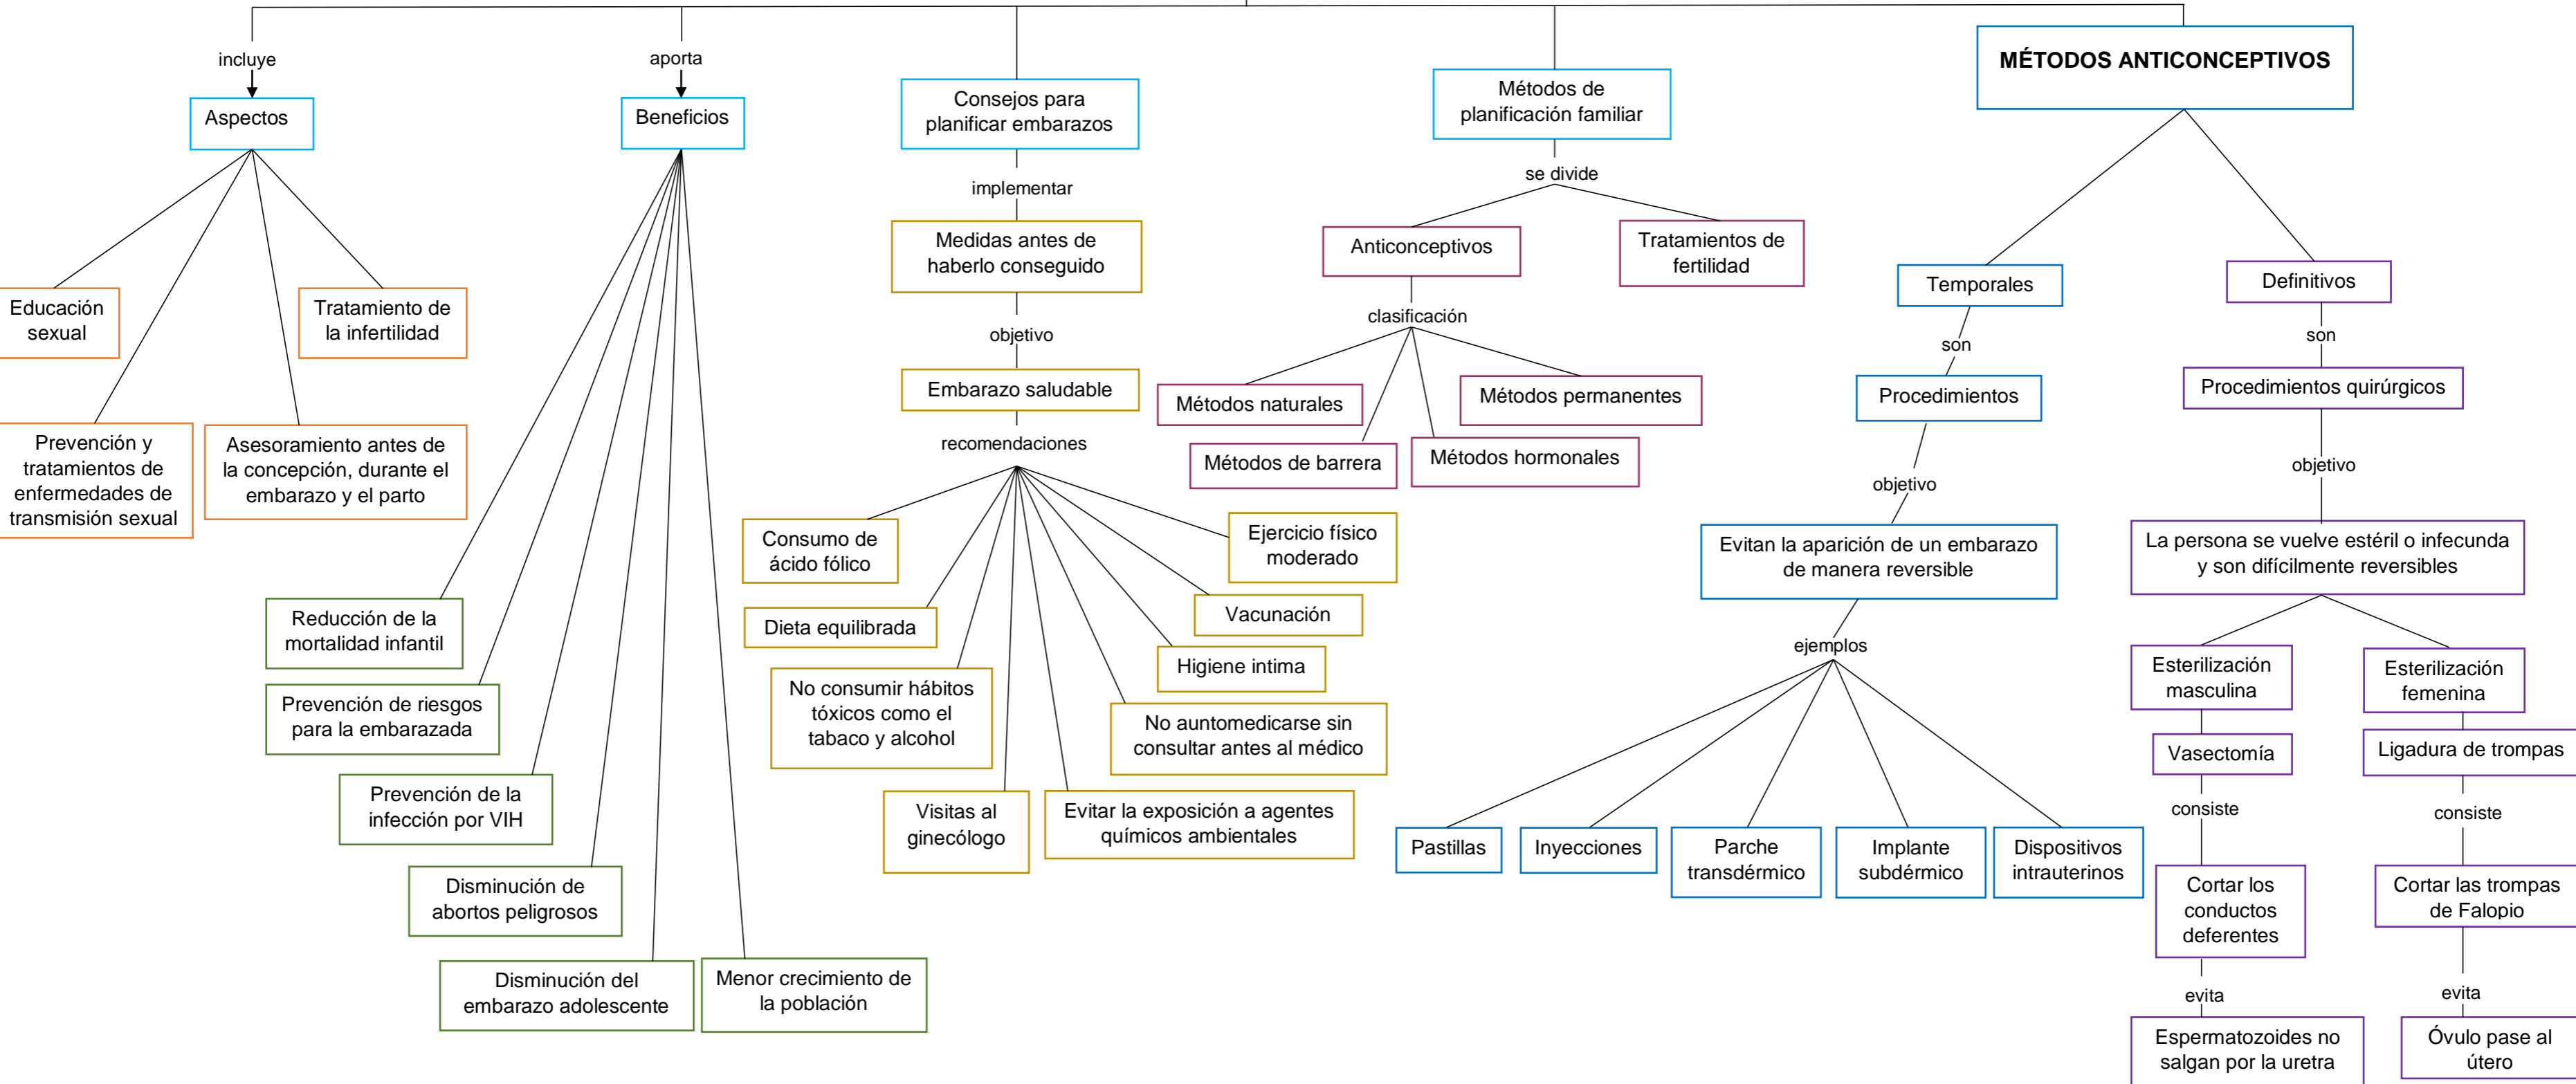 incluye
Aspectos
Educación
sexual
Tratamiento de
la infertilidad
Prevención y
tratamientos de
enfermedades de
transmisión sexual
Asesoramiento antes de
la concepción, durante el
embarazo y el parto
aporta
Beneficios
Reducción de la
mortalidad infantil
Prevención de riesgos
para la embarazada
Prevención de la
infección por VIH
Disminución de
abortos peligrosos
Disminución del
embarazo adolescente
Menor crecimiento de
la población
Consejos para
planificar embarazos
implementar
Medidas antes de
haberlo conseguido
objetivo
Embarazo saludable
recomendaciones
Consumo de
ácido fólico
Ejercicio físico
moderado
Dieta equilibrada
Vacunación
Higiene intima
No consumir hábitos
tóxicos como el
tabaco y alcohol
No auntomedicarse sin
consultar antes al médico
Visitas al
ginecólogo
Evitar la exposición a agentes
químicos ambientales
Métodos de
planificación familiar
se divide
Anticonceptivos
Tratamientos de
fertilidad
clasificación
Métodos naturales
Métodos permanentes
Métodos de barrera
Métodos hormonales
MÉTODOS ANTICONCEPTIVOS
Temporales
son
Procedimientos
objetivo
Evitan la aparición de un embarazo
de manera reversible
ejemplos
Pastillas
Inyecciones
Parche
transdérmico
Implante
subdérmico
Dispositivos
intrauterinos
Definitivos
son
Procedimientos quirúrgicos
objetivo
La persona se vuelve estéril o infecunda
y son difícilmente reversibles
Esterilización
masculina
Vasectomía
consiste
Cortar los
conductos
deferentes
evita
Espermatozoides no
salgan por la uretra
Esterilización
femenina
Ligadura de trompas
consiste
Cortar las trompas
de Falopio
evita
Óvulo pase al
útero